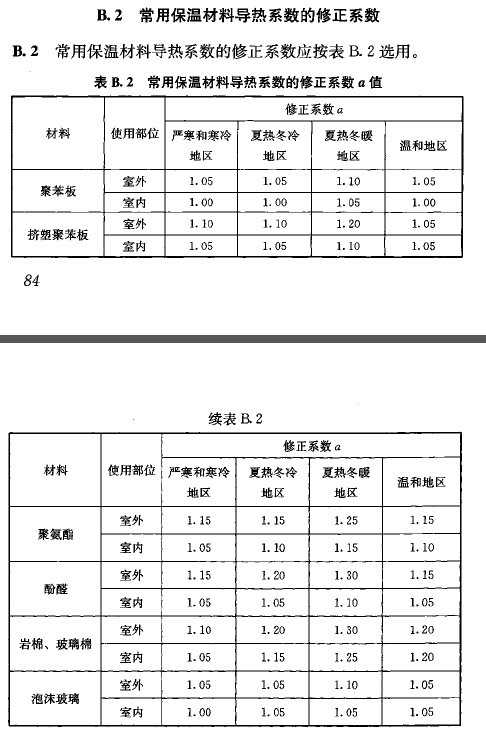 B.2 常用保温材料导热系数的修正系数
B.2 常用保温材料导热系数的修正系数应按表 B.2 选用。
表 B.2 常用保温材料导热系数的修正系数 a 值
材料 使用部位 修正系数 a
严寒和寒冷地区 夏热冬冷地区 夏热冬暖地区 温和地区
聚苯板 室外 1.05 1.05 1.10 1.05
室内 1.00 1.00 1.05 1.00
挤塑聚苯板 室外 1.10 1.10 1.20 1.05
室内 1.05 1.05 1.10 1.05
84
续表 B.2
材料 使用部位 修正系数 a
严寒和寒冷地区 夏热冬冷地区 夏热冬暖地区 温和地区
聚氨酯 室外 1.15 1.15 1.25 1.15
室内 1.05 1.10 1.15 1.10
酚醛 室外 1.15 1.20 1.30 1.15
室内 1.05 1.05 1.10 1.05
岩棉、玻璃棉 室外 1.10 1.20 1.30 1.20
室内 1.05 1.15 1.25 1.20
泡沫玻璃 室外 1.05 1.05 1.10 1.05
室内 1.00 1.05 1.05 1.05